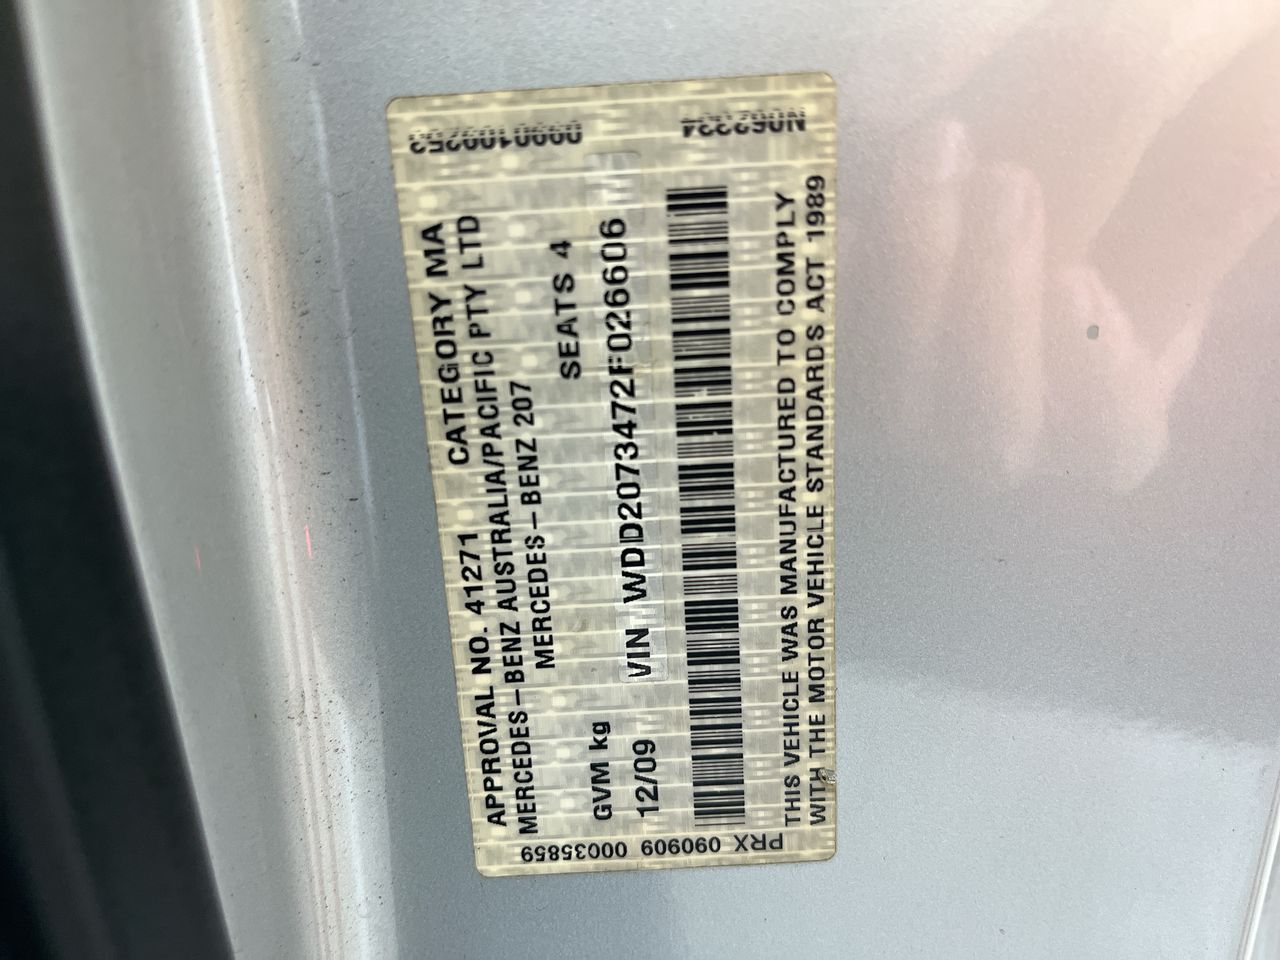 APPROVAL NO. 41271 CATEGORY MA
MERCEDES-BENZ AUSTRALIA/PACIFIC PTY LTD
MERCEDES-BENZ 207
SEATS 4
GVM kg
12/09 VIN WDD2073472F026606
THIS VEHICLE WAS MANUFACTURED TO COMPLY
WITH THE MOTOR VEHICLE STANDARDS ACT 1989
PRX 090909 00035859